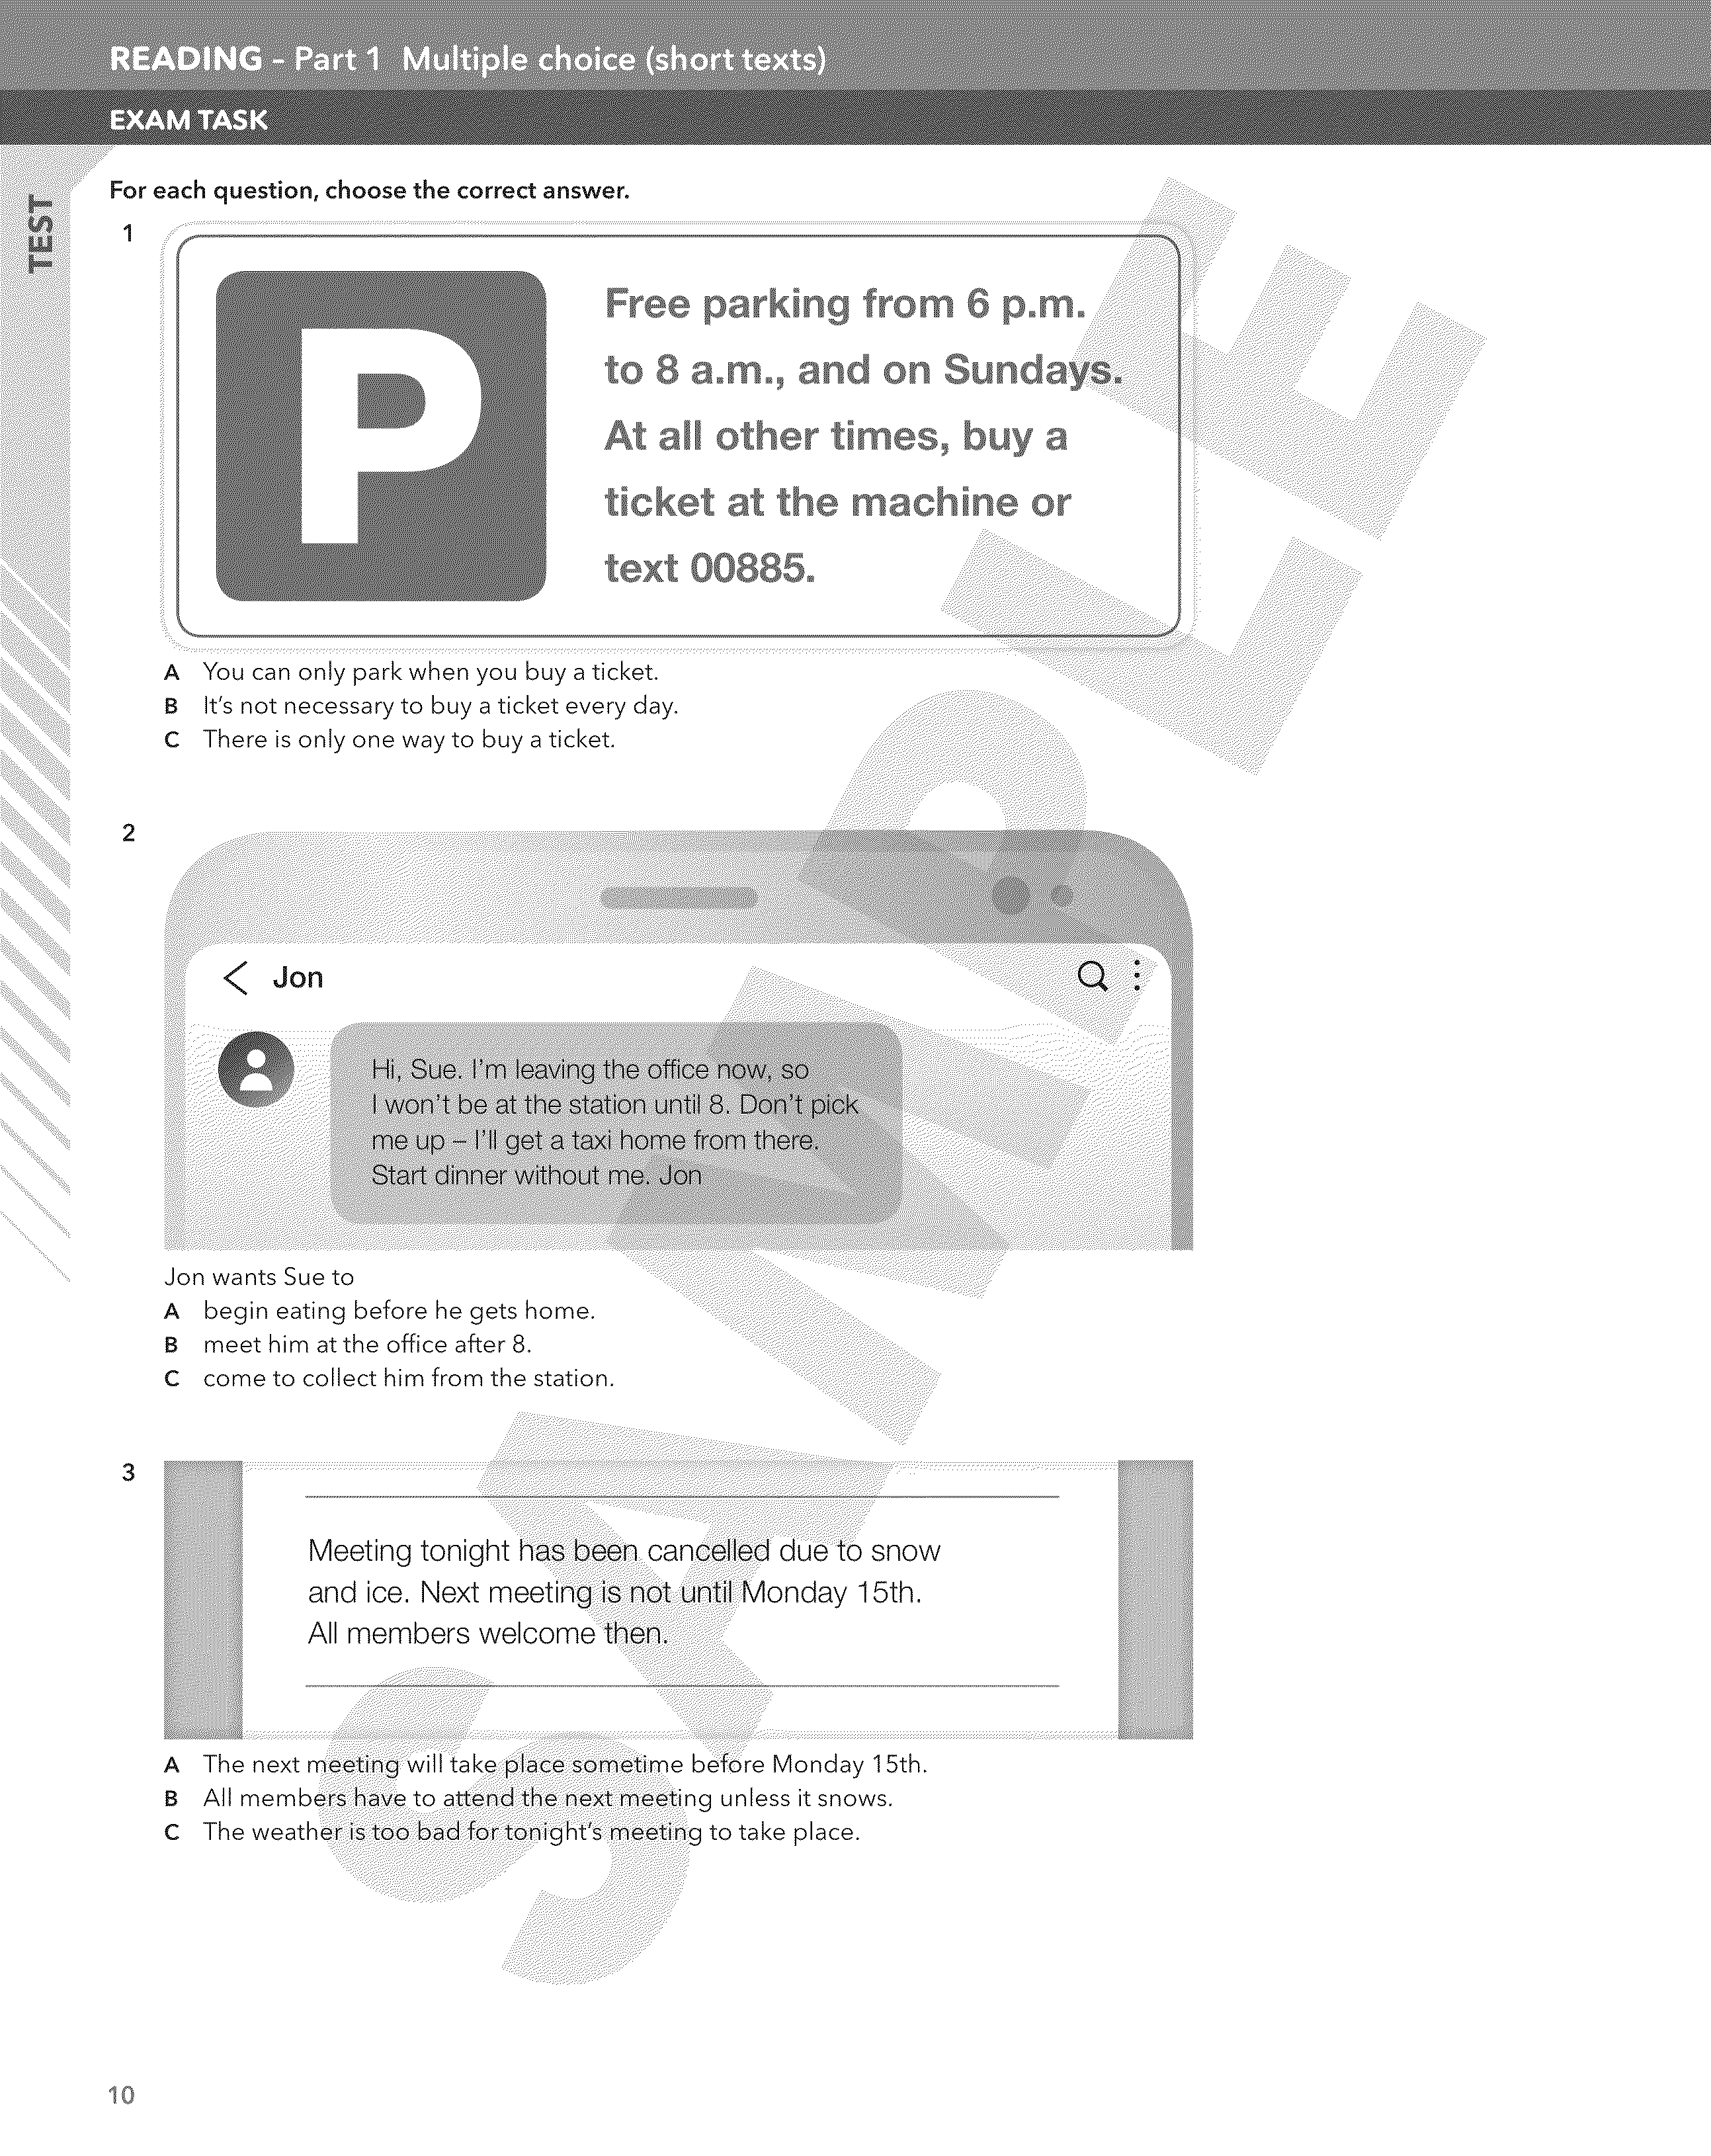 READING – Part 1 Multiple choice (short texts)
EXAM TASK
TEST
For each question, choose the correct answer.
1
P
Free parking from 6 p.m.
to 8 a.m., and on Sundays.
At all other times, buy a
ticket at the machine or
text 00885.
A You can only park when you buy a ticket.
B It's not necessary to buy a ticket every day.
C There is only one way to buy a ticket.
2
< Jon
Hi, Sue. I'm leaving the office now, so
I won't be at the station until 8. Don't pick
me up – I'll get a taxi home from there.
Start dinner without me. Jon
Jon wants Sue to
A begin eating before he gets home.
B meet him at the office after 8.
C come to collect him from the station.
3
Meeting tonight has been cancelled due to snow
and ice. Next meeting is not until Monday 15th.
All members welcome then.
A The next meeting will take place sometime before Monday 15th.
B All members have to attend the next meeting unless it snows.
C The weather is too bad for tonight's meeting to take place.
SAMPLE
10